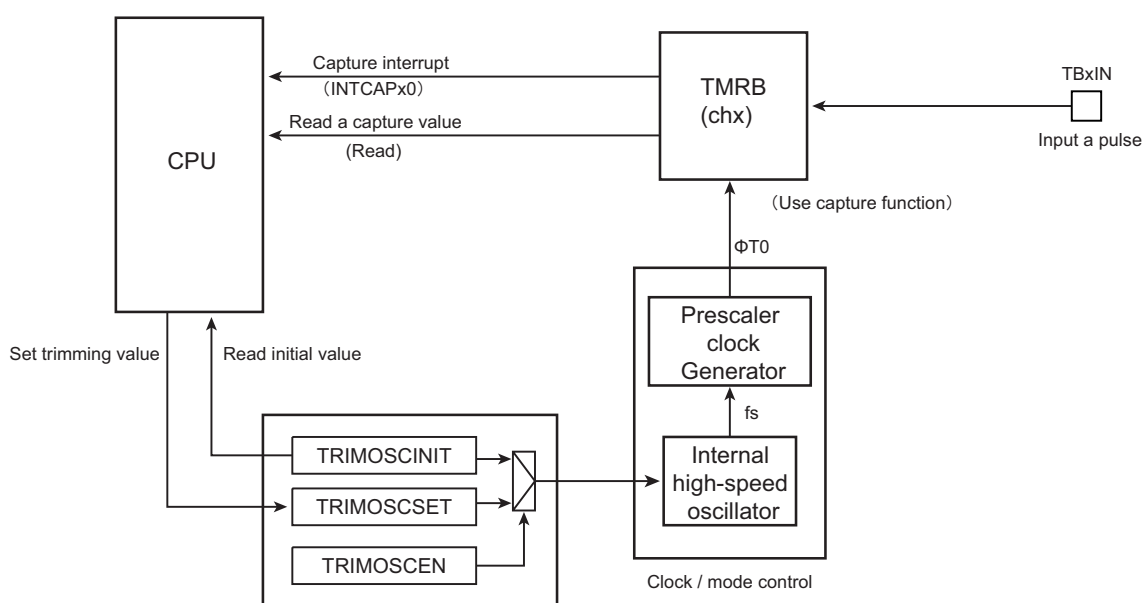 Capture interrupt
（INTCAPx0）
Read a capture value
(Read)
CPU
TMRB
(chx)
TBxIN
Input a pulse
（Use capture function）
ΦT0
Prescaler
clock
Generator
Set trimming value
Read initial value
fs
TRIMOSCINIT
TRIMOSCSET
TRIMOSCEN
Internal
high-speed
oscillator
Clock / mode control